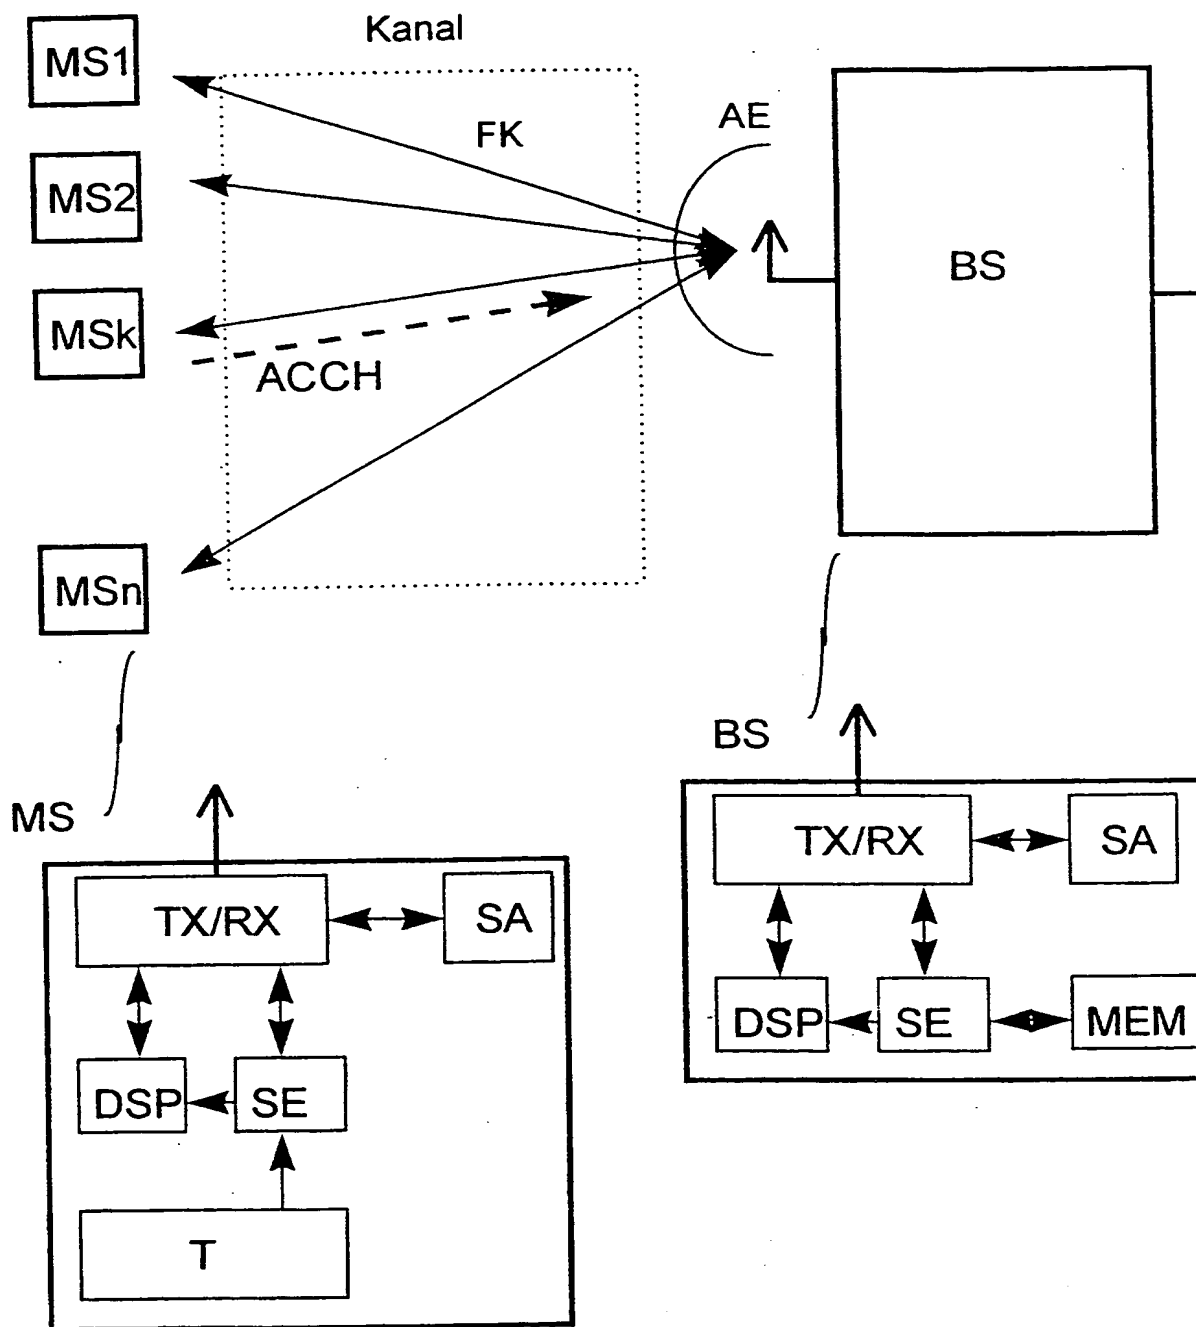 Kanal
MS1
FK
AE
MS2
BS
MSk
ACCH
MSn
BS
MS
TX/RX
SA
TX/RX
SA
DSP
SE
MEM
DSP
SE
T